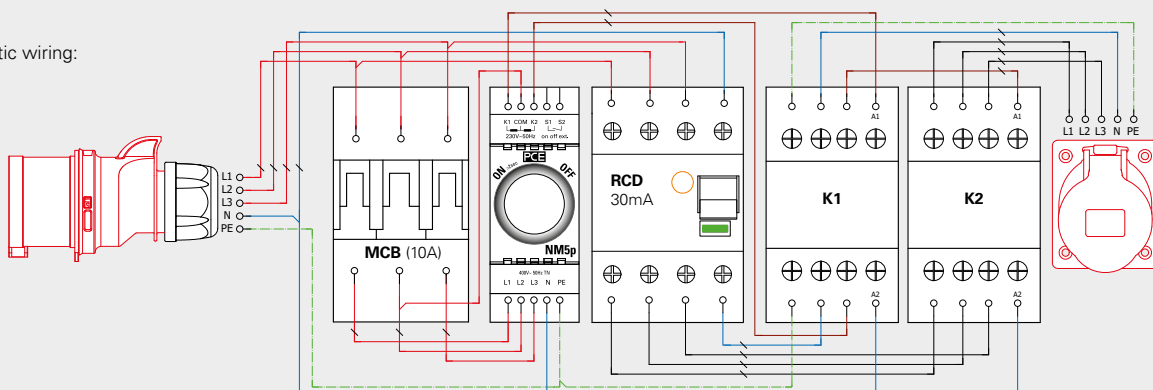 tic wiring:
L1
L2
L3
N
PE
MCB (10A)
K1 COM K2 S1 S2
230V~50Hz on off ext.
PCE
ON >2sec OFF
NM5p
400V~ 50Hz TN
L1 L2 L3 N PE
RCD
30mA
A1
K1
A2
A1
K2
A2
L1 L2 L3 N PE